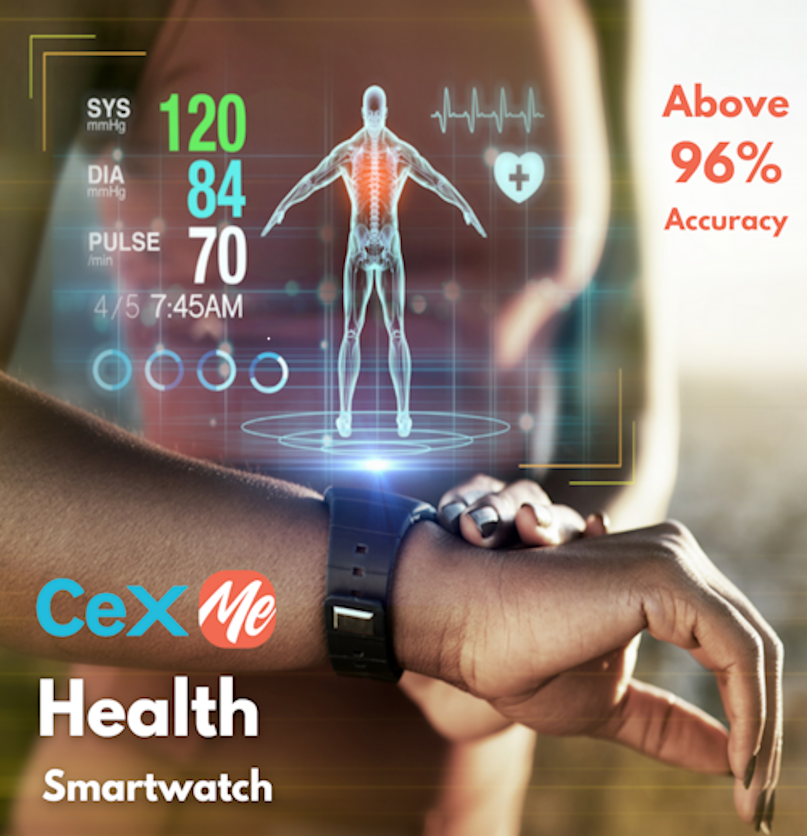 SYS 120
mmHg
DIA 84
mmHg
PULSE 70
/min
4/5 7:45AM
Above
96%
Accuracy
CeX Me
Health
Smartwatch